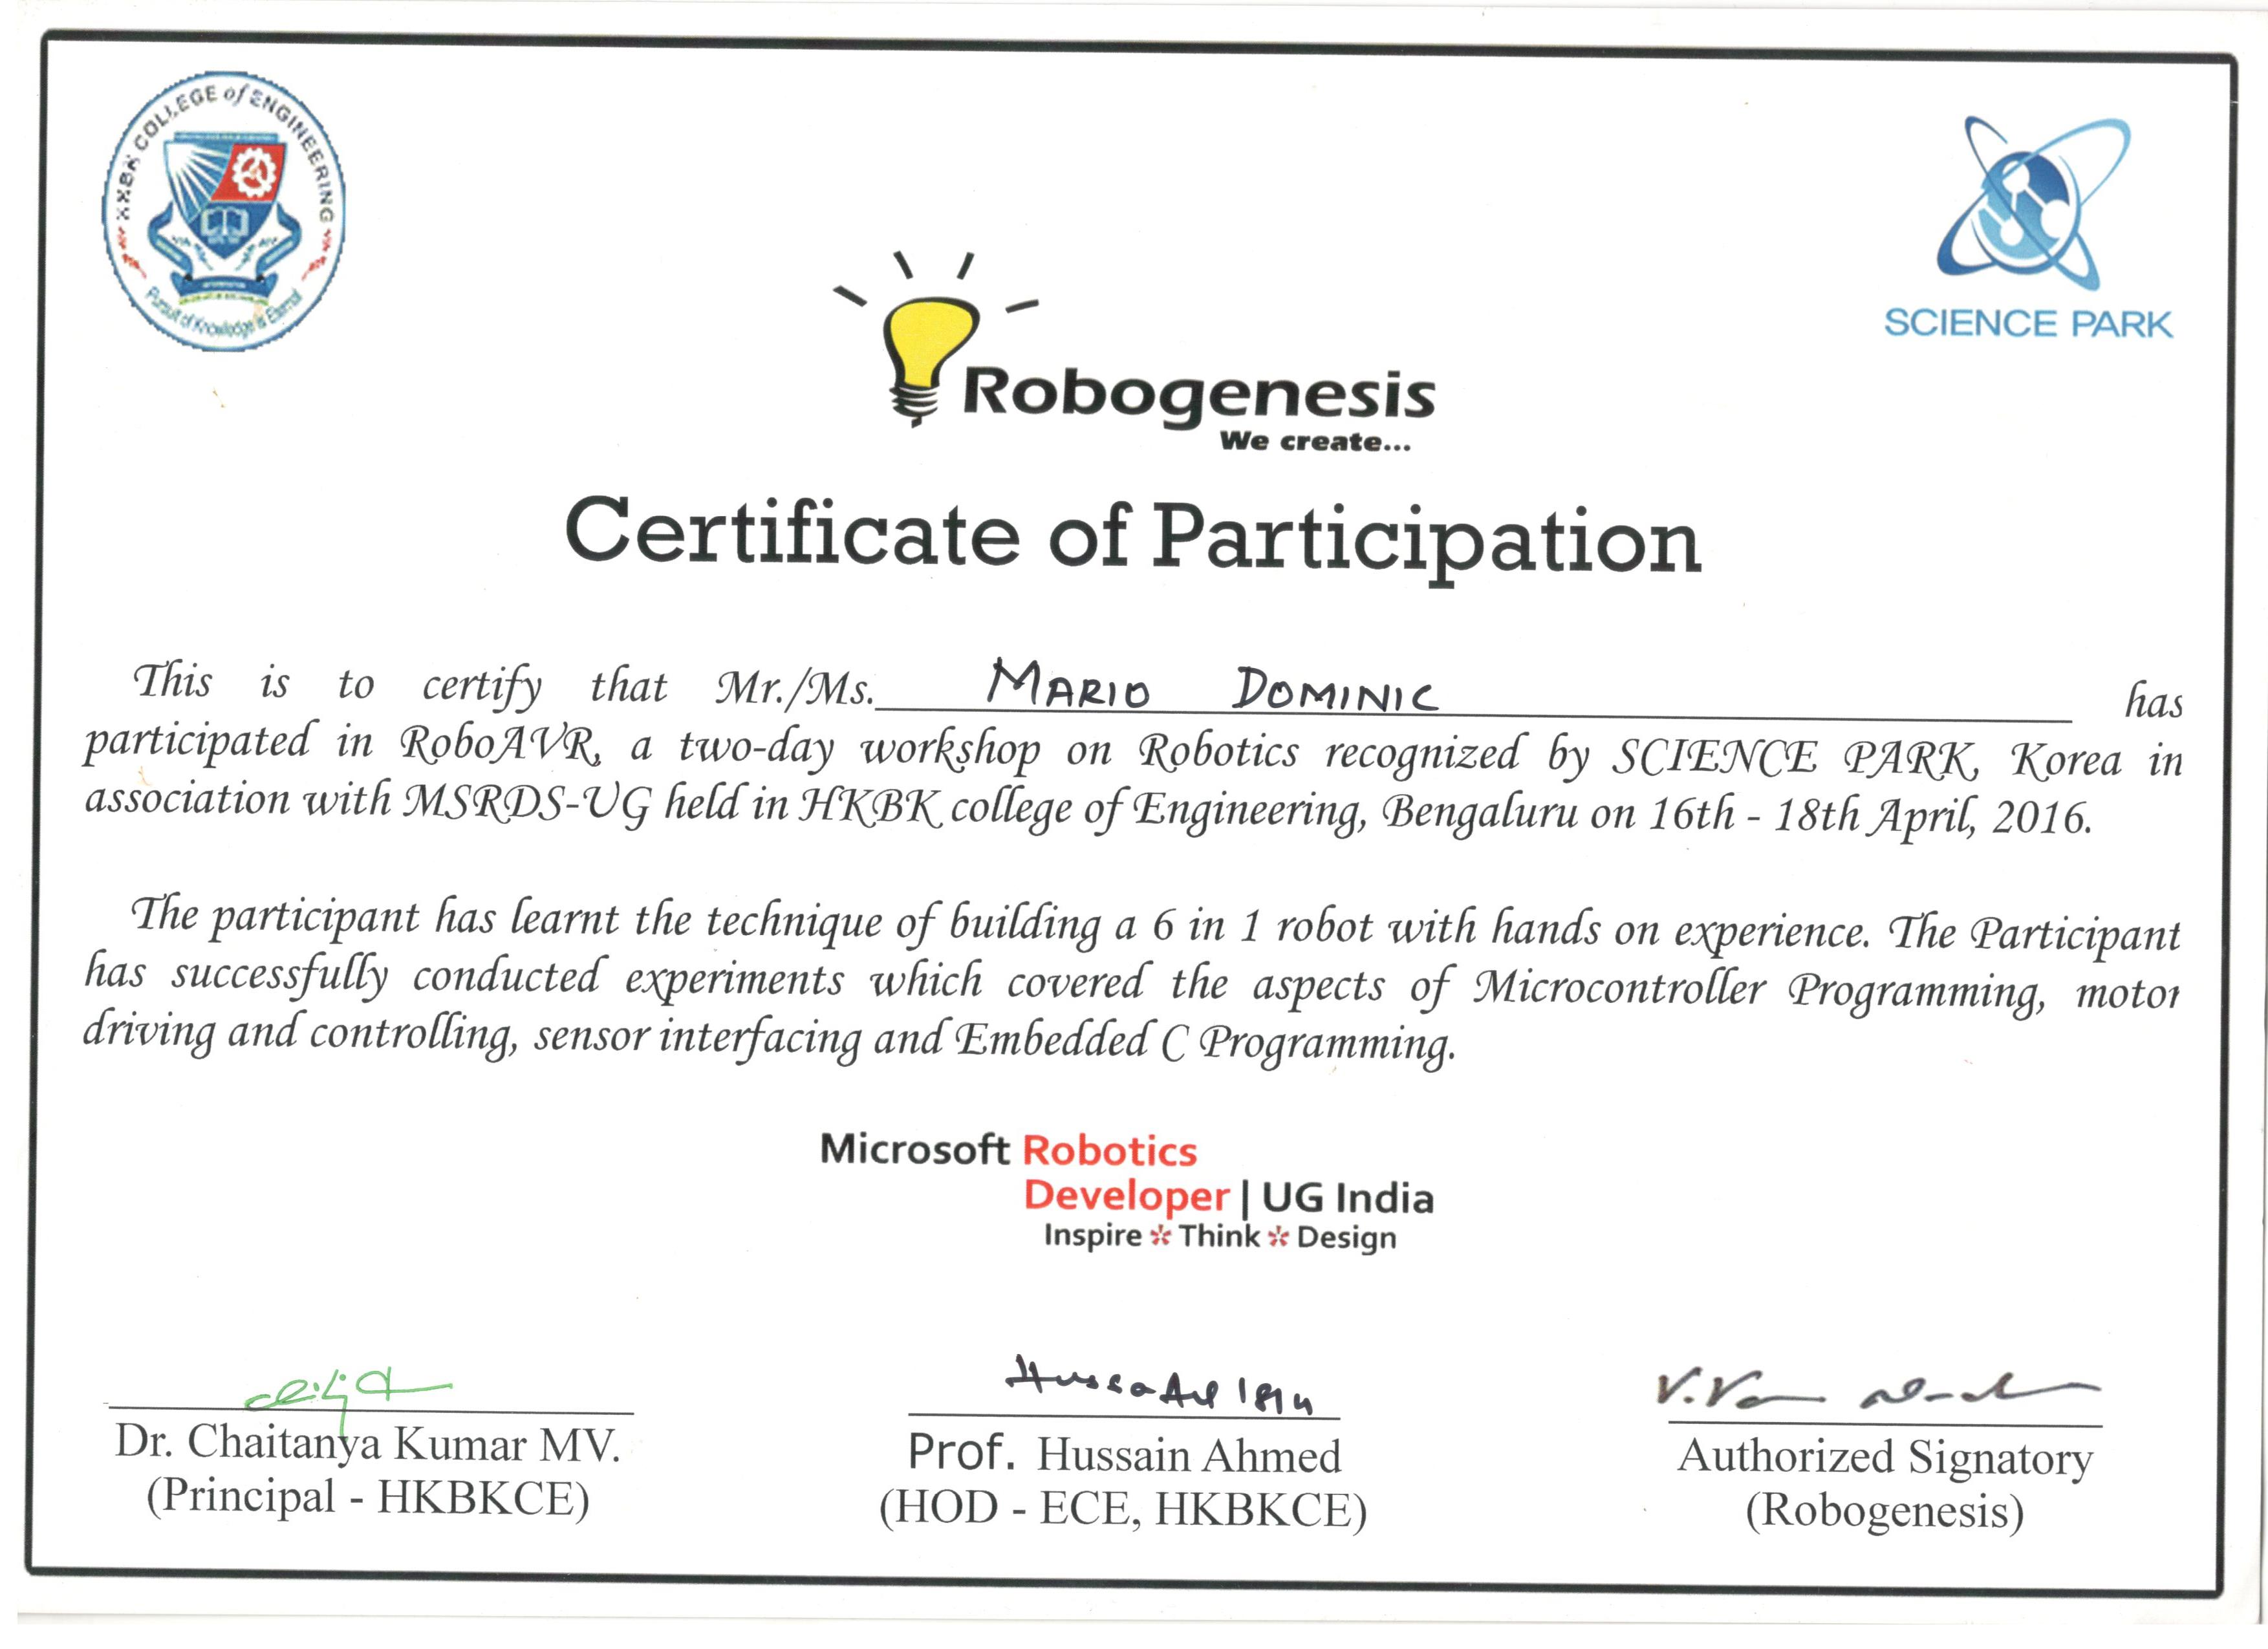 HKBK COLLEGE of ENGINEERING
Pursuit of Knowledge is Eternal
SCIENCE PARK
Robogenesis
We create...
Certificate of Participation
This is to certify that Mr./Ms. MARIO DOMINIC has
participated in RoboAVR, a two-day workshop on Robotics recognized by SCIENCE PARK, Korea in
association with MSRDS-UG held in HKBK college of Engineering, Bengaluru on 16th - 18th April, 2016.
The participant has learnt the technique of building a 6 in 1 robot with hands on experience. The Participant
has successfully conducted experiments which covered the aspects of Microcontroller Programming, motor
driving and controlling, sensor interfacing and Embedded C Programming.
Microsoft Robotics
Developer | UG India
Inspire * Think * Design
Dr. Chaitanya Kumar MV.
(Principal - HKBKCE)
Prof. Hussain Ahmed
(HOD - ECE, HKBKCE)
Authorized Signatory
(Robogenesis)